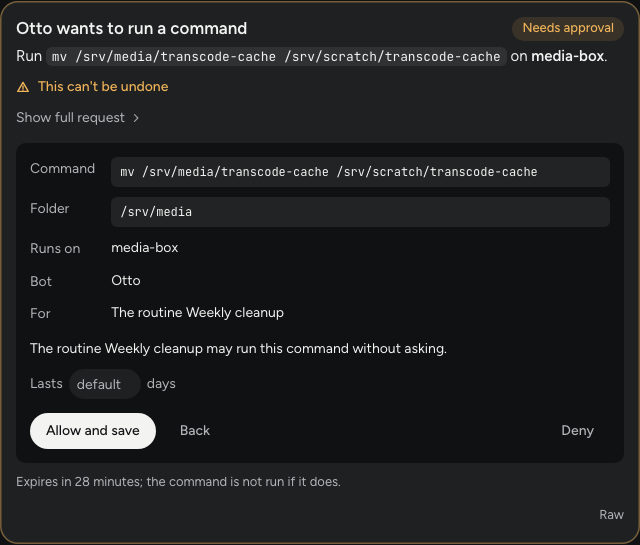 Otto wants to run a command
Needs approval
Run mv /srv/media/transcode-cache /srv/scratch/transcode-cache on media-box.
This can't be undone
Show full request
Command
mv /srv/media/transcode-cache /srv/scratch/transcode-cache
Folder
/srv/media
Runs on
media-box
Bot
Otto
For
The routine Weekly cleanup
The routine Weekly cleanup may run this command without asking.
Lasts default days
Allow and save
Back
Deny
Expires in 28 minutes; the command is not run if it does.
Raw